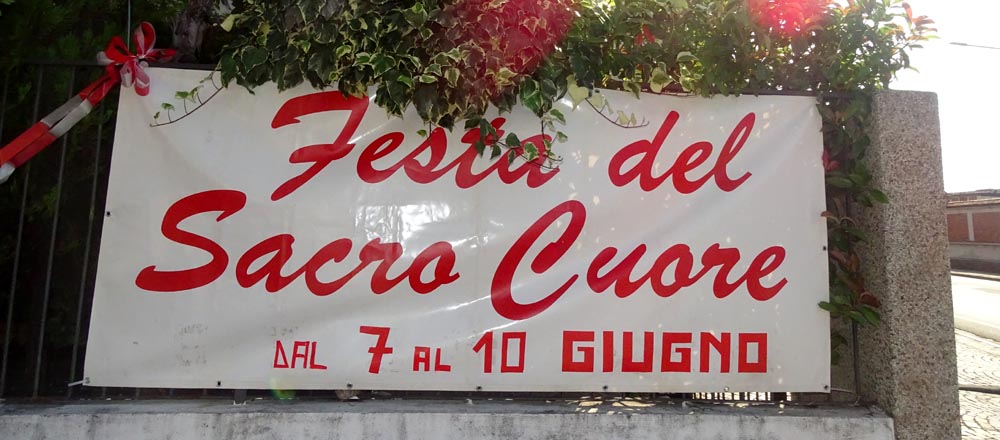 Festa del
Sacro Cuore
DAL 7 AL 10 GIUGNO